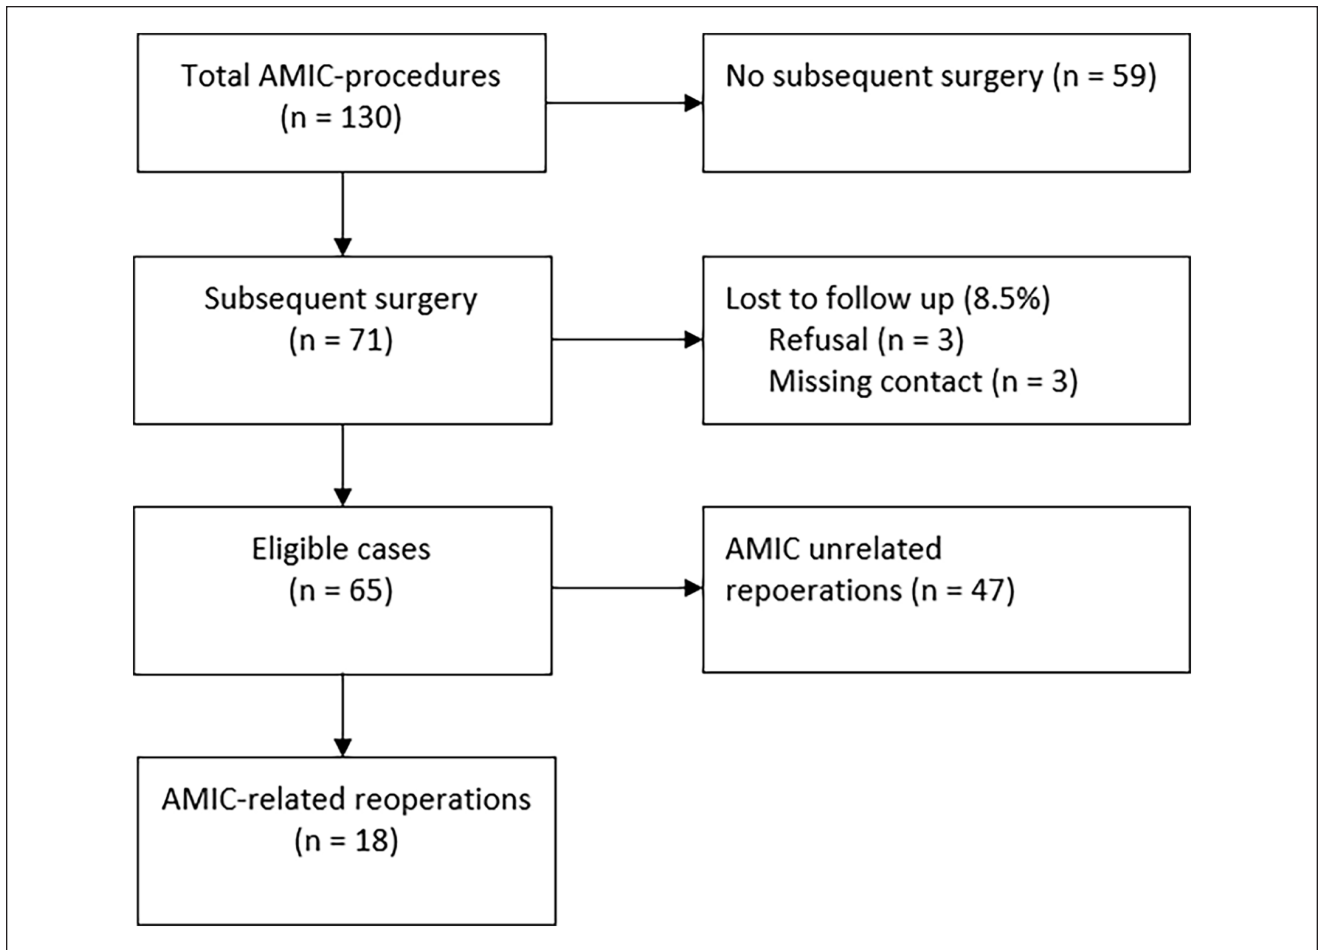 Total AMIC-procedures
(n = 130)
No subsequent surgery (n = 59)
Subsequent surgery
(n = 71)
Lost to follow up (8.5%)
Refusal (n = 3)
Missing contact (n = 3)
Eligible cases
(n = 65)
AMIC unrelated
repoerations (n = 47)
AMIC-related reoperations
(n = 18)